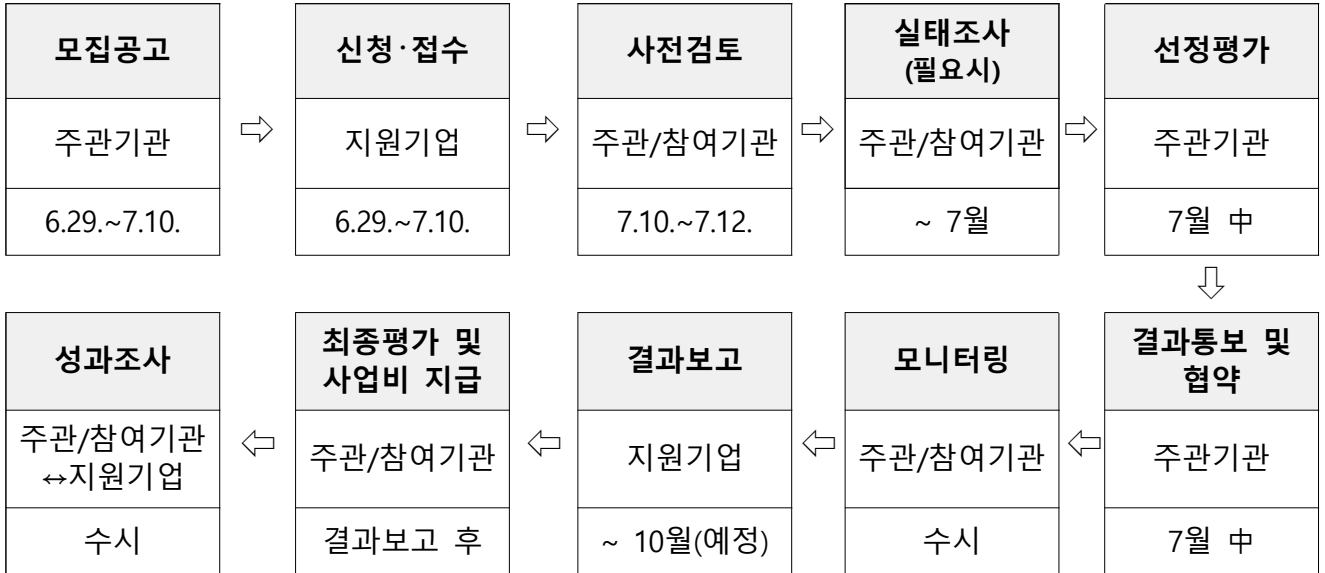 모집공고
주관기관
6.29.~7.10.
⇨
신청·접수
지원기업
6.29.~7.10.
⇨
사전검토
주관/참여기관
7.10.~7.12.
⇨
실태조사
(필요시)
주관/참여기관
~ 7월
⇨
선정평가
주관기관
7월 中
⇩
결과통보 및
협약
주관기관
7월 中
⇦
모니터링
주관/참여기관
수시
⇦
결과보고
지원기업
~ 10월(예정)
⇦
최종평가 및
사업비 지급
주관/참여기관
결과보고 후
⇦
성과조사
주관/참여기관
↔지원기업
수시